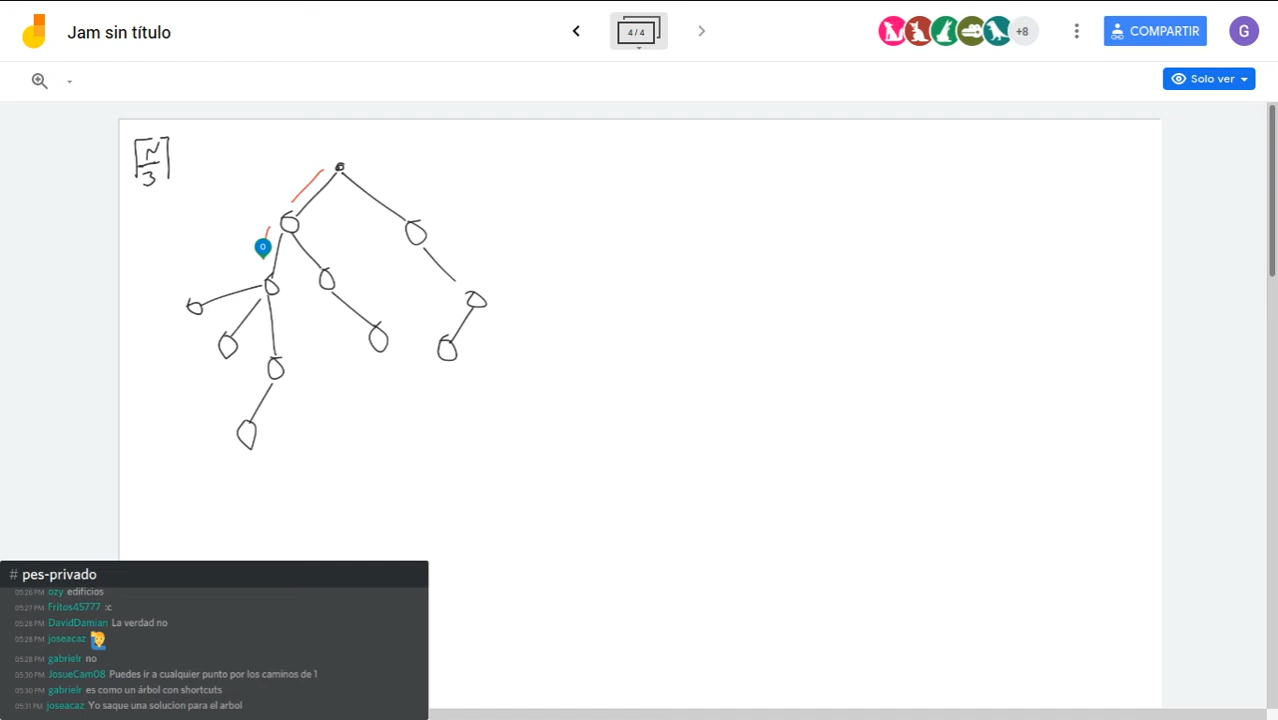 Jam sin título
4 / 4
+8
COMPARTIR
G
Solo ver
N
3
0
# pes-privado
05:26 PM ozy edificios
05:27 PM Fritos45777 :c
05:28 PM DavidDamian La verdad no
05:28 PM joseacaz 🙋‍♂️
05:28 PM gabrielr no
05:30 PM JosueCam08 Puedes ir a cualquier punto por los caminos de 1
05:30 PM gabrielr es como un árbol con shortcuts
05:31 PM joseacaz Yo saque una solucion para el arbol